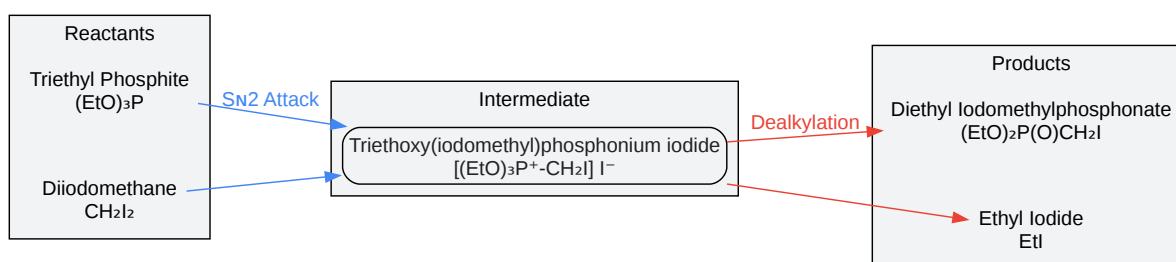 Reactants
Triethyl Phosphite
(EtO)₃P
Diiodomethane
CH₂I₂
Sɴ2 Attack
Intermediate
Triethoxy(iodomethyl)phosphonium iodide
[(EtO)₃P⁺-CH₂I] I⁻
Dealkylation
Products
Diethyl Iodomethylphosphonate
(EtO)₂P(O)CH₂I
Ethyl Iodide
EtI